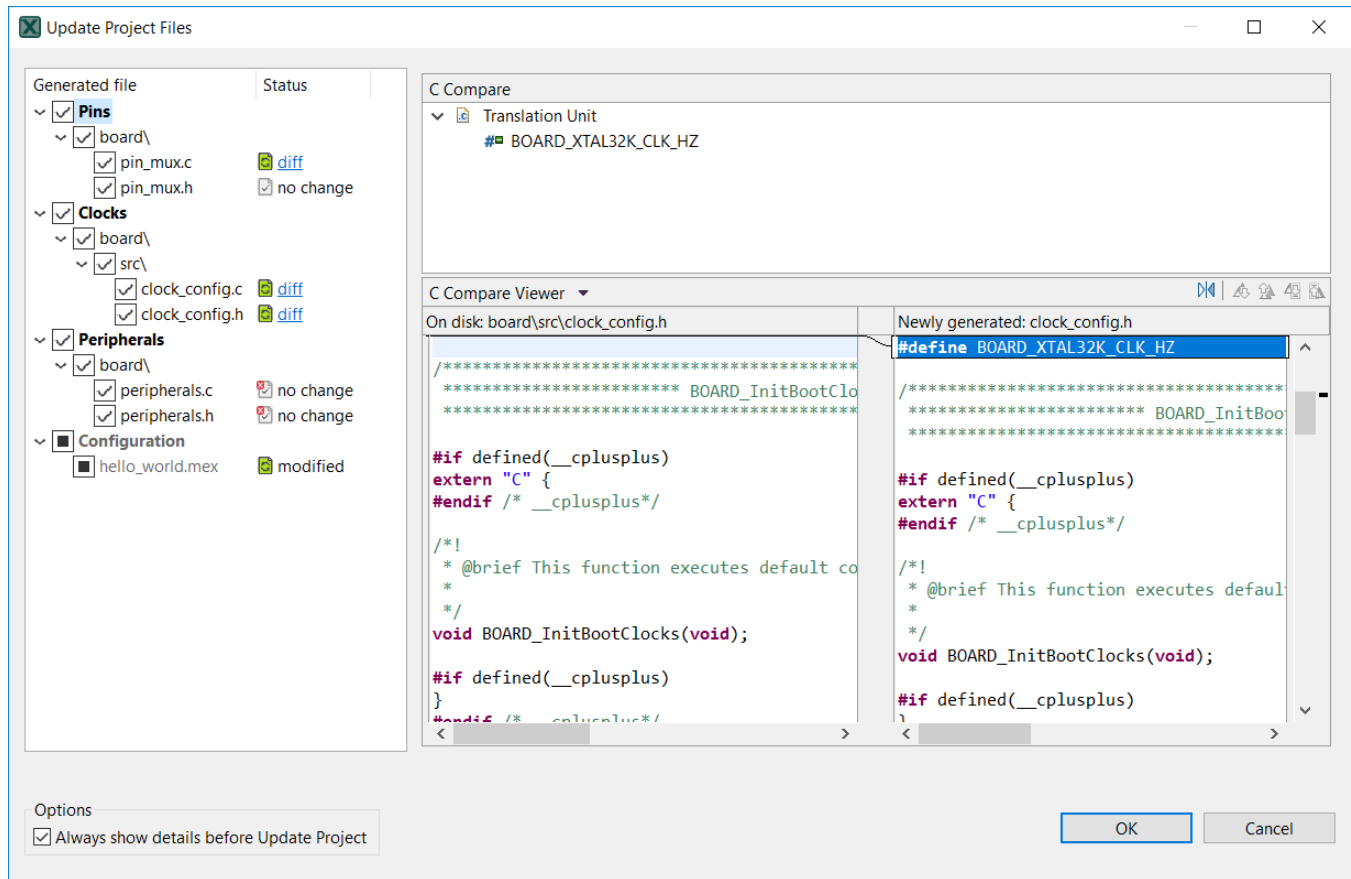 Update Project Files
Generated file Status
Pins
board\
pin_mux.c diff
pin_mux.h no change
Clocks
board\
src\
clock_config.c diff
clock_config.h diff
Peripherals
board\
peripherals.c no change
peripherals.h no change
Configuration
hello_world.mex modified
C Compare
Translation Unit
BOARD_XTAL32K_CLK_HZ
C Compare Viewer
On disk: board\src\clock_config.h
/******************************************
 ************************ BOARD_InitBootClo
 ******************************************
#if defined(__cplusplus)
extern "C" {
#endif /* __cplusplus*/
/*!
 * @brief This function executes default co
 *
 */
void BOARD_InitBootClocks(void);
#if defined(__cplusplus)
}
#endif /* __cplusplus*/
Newly generated: clock_config.h
#define BOARD_XTAL32K_CLK_HZ
/***************************************
 ************************ BOARD_InitBoot
 ***************************************
#if defined(__cplusplus)
extern "C" {
#endif /* __cplusplus*/
/*!
 * @brief This function executes defaul
 *
 */
void BOARD_InitBootClocks(void);
#if defined(__cplusplus)
}
Options
Always show details before Update Project
OK
Cancel